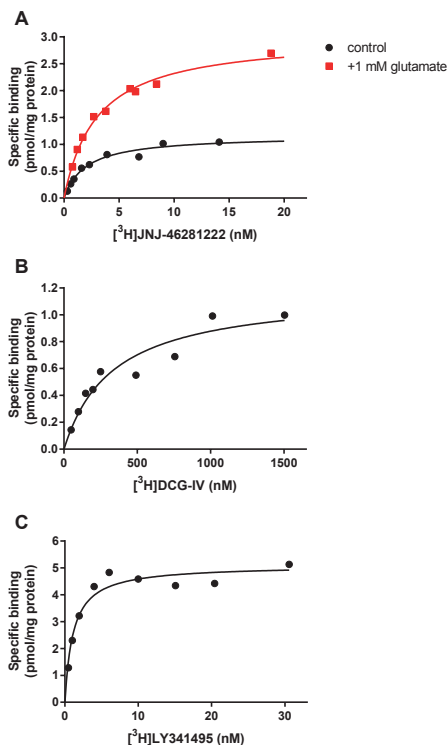 A
control
+1 mM glutamate
Specific binding
(pmol/mg protein)
3.0
2.5
2.0
1.5
1.0
0.5
0.0
0 5 10 15 20
[³H]JNJ-46281222 (nM)
B
Specific binding
(pmol/mg protein)
1.2
1.0
0.8
0.6
0.4
0.2
0.0
0 500 1000 1500
[³H]DCG-IV (nM)
C
Specific binding
(pmol/mg protein)
6
5
4
3
2
1
0
0 10 20 30
[³H]LY341495 (nM)